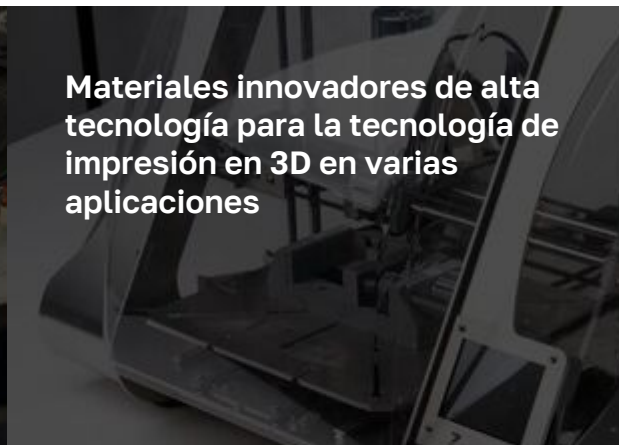 Materiales innovadores de alta
tecnología para la tecnología de
impresión en 3D en varias
aplicaciones